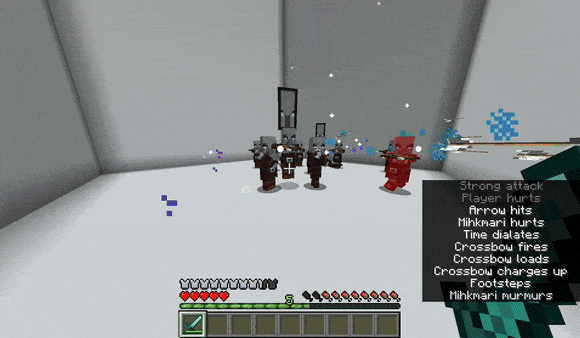 Strong attack
Player hurts
Arrow hits
Mihkmari hurts
Time dialates
Crossbow fires
Crossbow loads
Crossbow charges up
Footsteps
Mihkmari murmurs
5